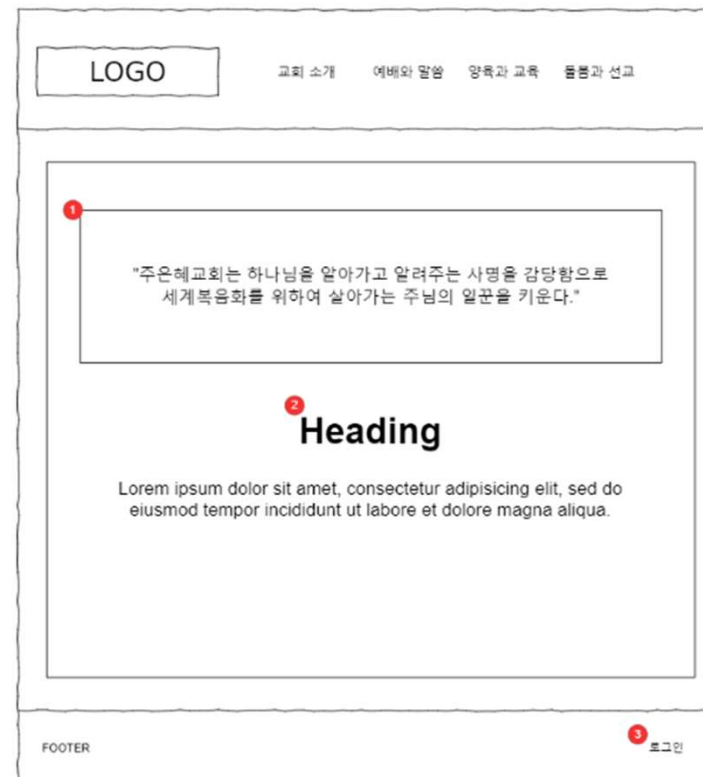 LOGO
교회 소개 예배와 말씀 양육과 교육 돌봄과 선교
1
"주은혜교회는 하나님을 알아가고 알려주는 사명을 감당함으로
세계복음화를 위하여 살아가는 주님의 일꾼을 키운다."
2
Heading
Lorem ipsum dolor sit amet, consectetur adipisicing elit, sed do
eiusmod tempor incididunt ut labore et dolore magna aliqua.
3
FOOTER 로그인